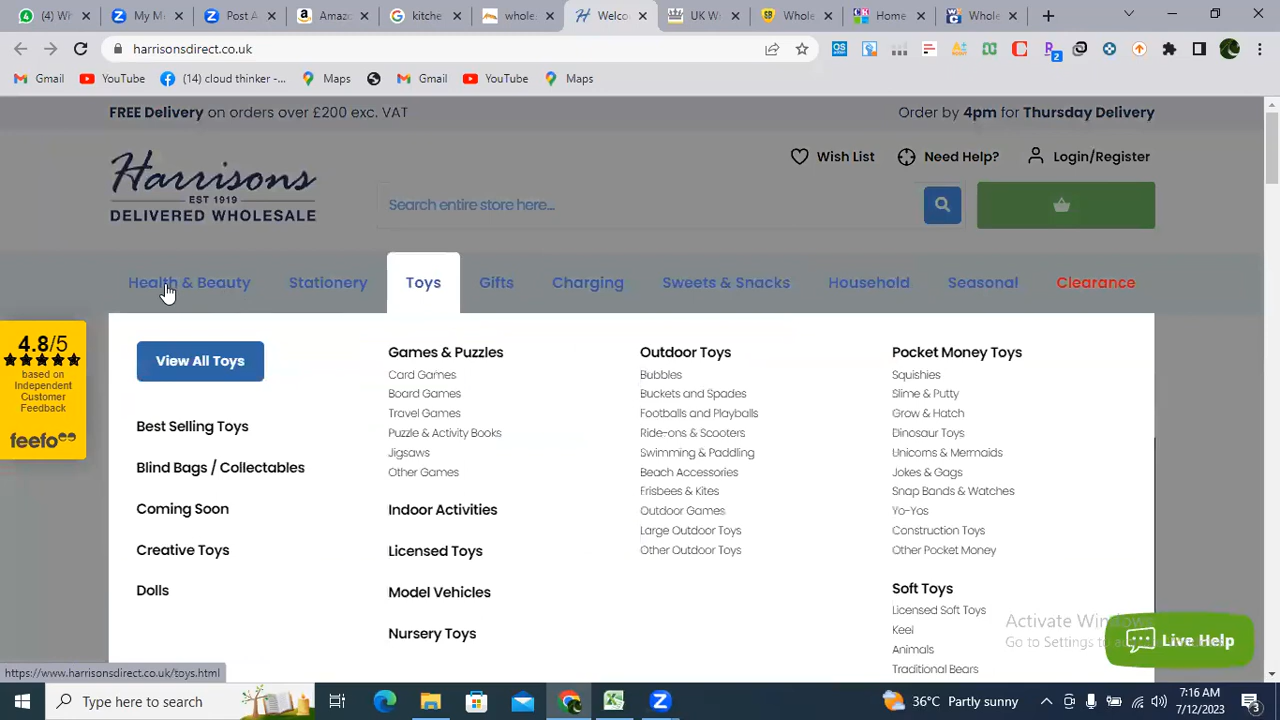 (4) W
My M
Post A
Amaz
kitche
whole
Welco
UK W
Whole
Home
Whole
harrisonsdirect.co.uk
Gmail
YouTube
(14) cloud thinker -...
Maps
Gmail
YouTube
Maps
FREE Delivery on orders over £200 exc. VAT
Order by 4pm for Thursday Delivery
Harrisons
EST 1919
DELIVERED WHOLESALE
Wish List
Need Help?
Login/Register
Search entire store here...
Health & Beauty
Stationery
Toys
Gifts
Charging
Sweets & Snacks
Household
Seasonal
Clearance
4.8/5
based on
Independent
Customer
Feedback
feefo
View All Toys
Best Selling Toys
Blind Bags / Collectables
Coming Soon
Creative Toys
Dolls
Games & Puzzles
Card Games
Board Games
Travel Games
Puzzle & Activity Books
Jigsaws
Other Games
Indoor Activities
Licensed Toys
Model Vehicles
Nursery Toys
Outdoor Toys
Bubbles
Buckets and Spades
Footballs and Playballs
Ride-ons & Scooters
Swimming & Paddling
Beach Accessories
Frisbees & Kites
Outdoor Games
Large Outdoor Toys
Other Outdoor Toys
Pocket Money Toys
Squishies
Slime & Putty
Grow & Hatch
Dinosaur Toys
Unicorns & Mermaids
Jokes & Gags
Snap Bands & Watches
Yo-Yos
Construction Toys
Other Pocket Money
Soft Toys
Licensed Soft Toys
Keel
Animals
Traditional Bears
Activate Windows
Go to Settings to a
Live Help
https://www.harrisonsdirect.co.uk/toys.html
Type here to search
36°C Partly sunny
7:16 AM
7/12/2023
3